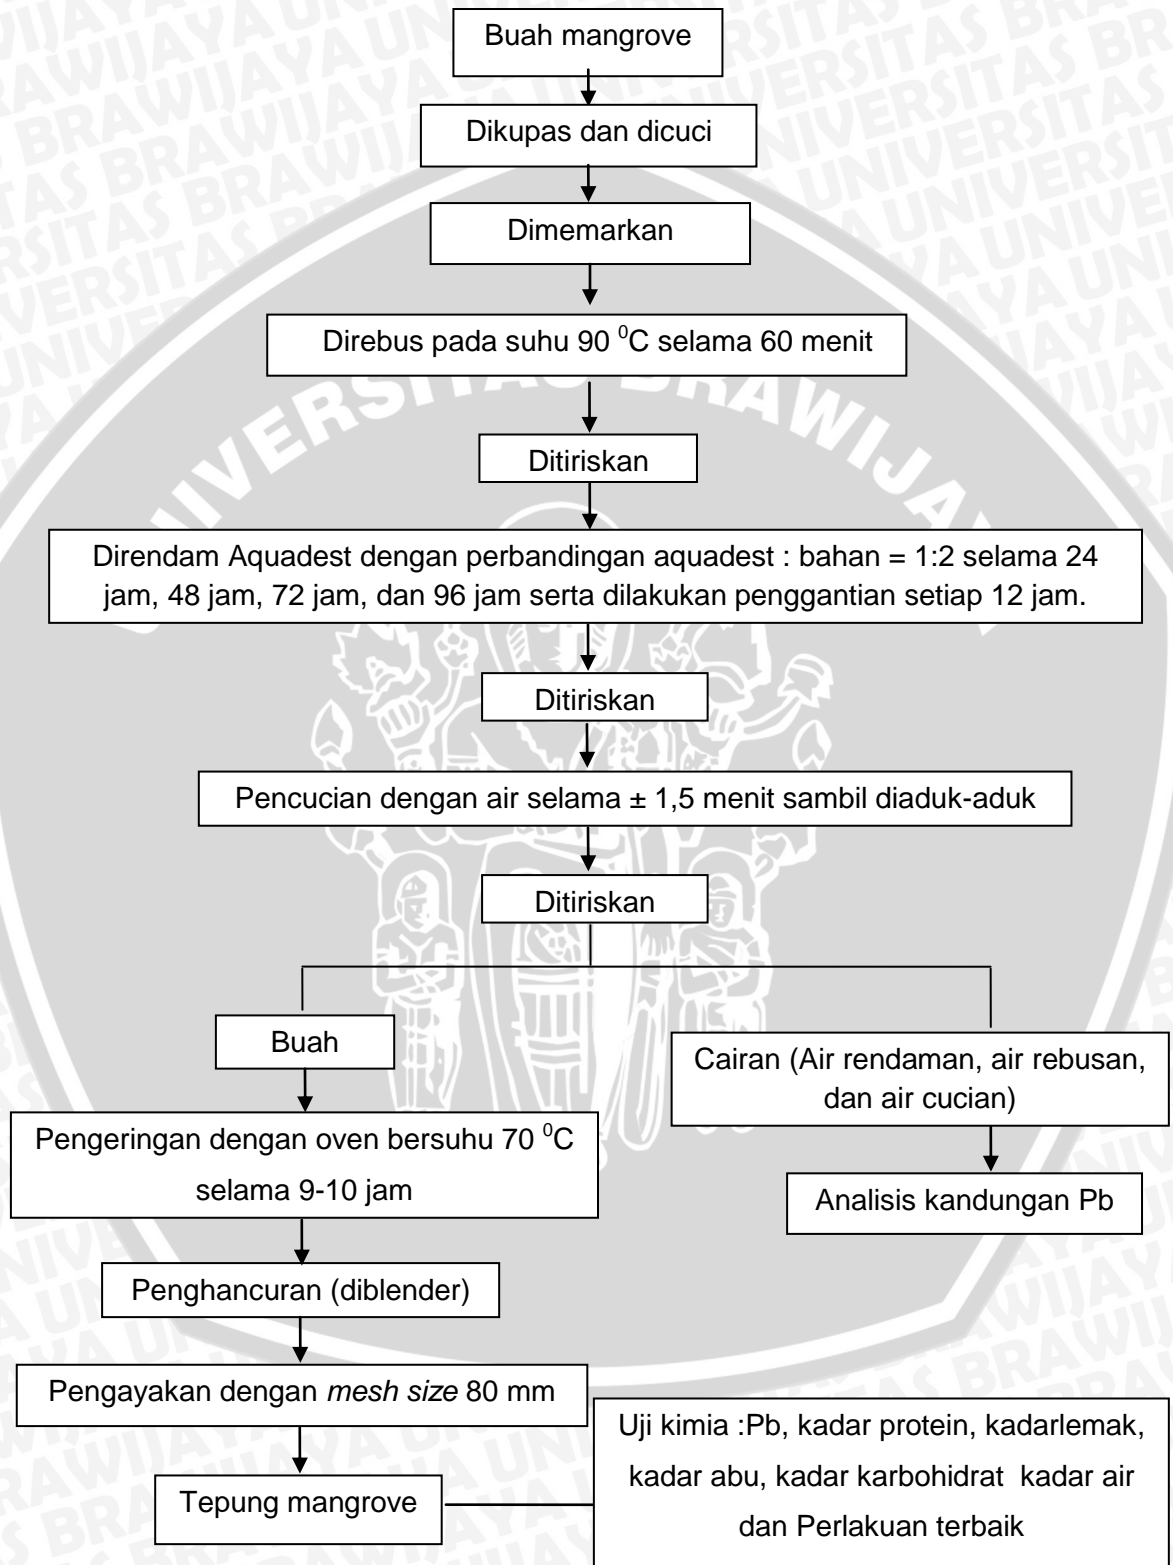 Buah mangrove
Dikupas dan dicuci
Dimemarkan
Direbus pada suhu 90 ⁰C selama 60 menit
Ditiriskan
Direndam Aquadest dengan perbandingan aquadest : bahan = 1:2 selama 24
jam, 48 jam, 72 jam, dan 96 jam serta dilakukan penggantian setiap 12 jam.
Ditiriskan
Pencucian dengan air selama ± 1,5 menit sambil diaduk-aduk
Ditiriskan
Buah
Cairan (Air rendaman, air rebusan,
dan air cucian)
Pengeringan dengan oven bersuhu 70 ⁰C
selama 9-10 jam
Analisis kandungan Pb
Penghancuran (diblender)
Pengayakan dengan mesh size 80 mm
Uji kimia :Pb, kadar protein, kadarlemak,
kadar abu, kadar karbohidrat kadar air
dan Perlakuan terbaik
Tepung mangrove